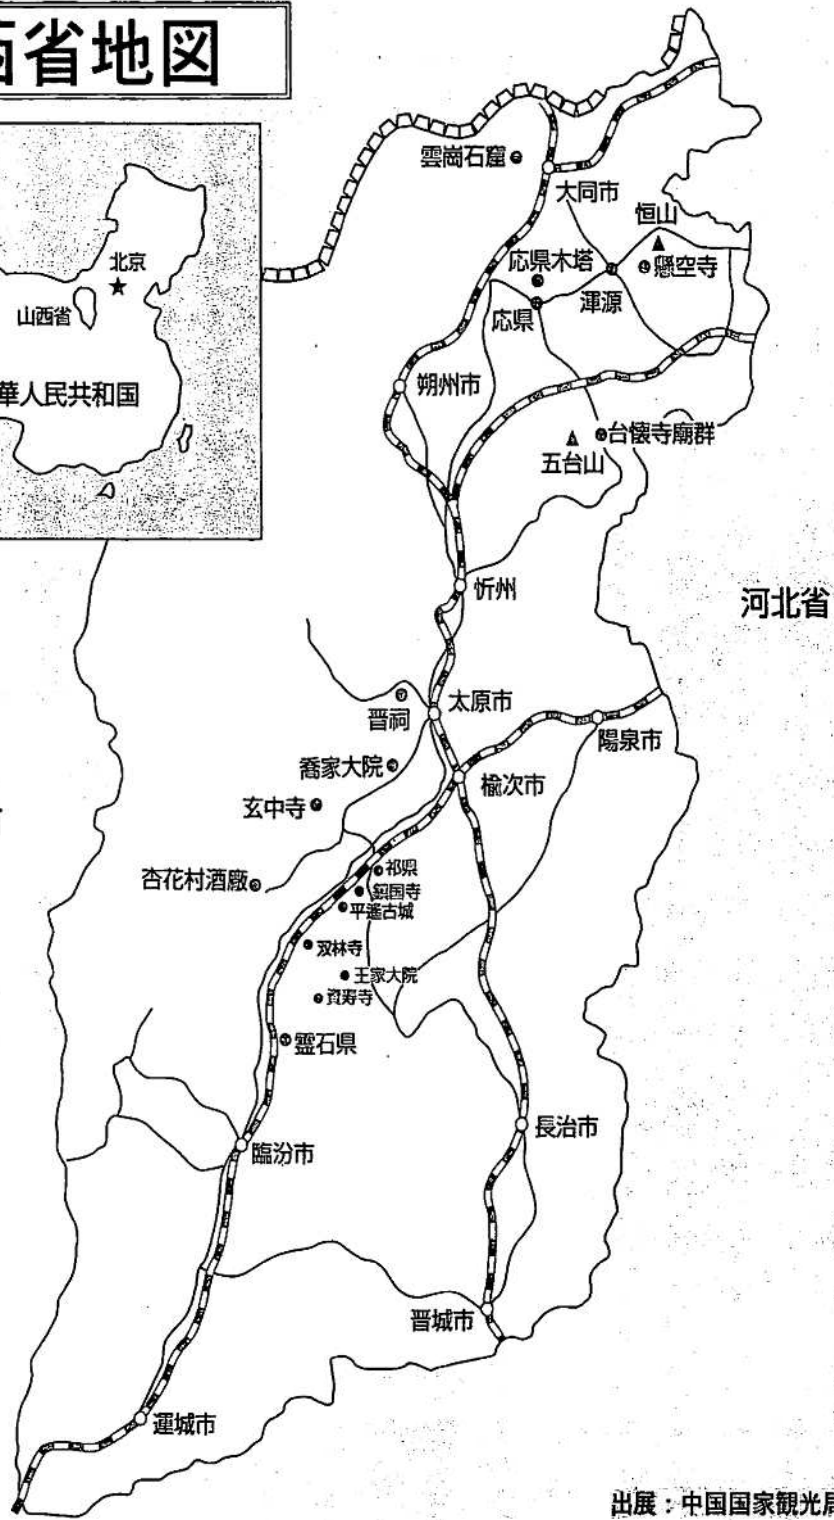 西省地図
雲崗石窟
大同市
恒山
北京
応県木塔
懸空寺
山西省
応県
渾源
朔州市
華人民共和国
台懐寺廟群
五台山
忻州
河北省
太原市
晋祠
陽泉市
喬家大院
楡次市
玄中寺
祁県
杏花村酒廠
鎮国寺
平遙古城
双林寺
王家大院
資寿寺
霊石県
長治市
臨汾市
晋城市
運城市
出展：中国国家観光局